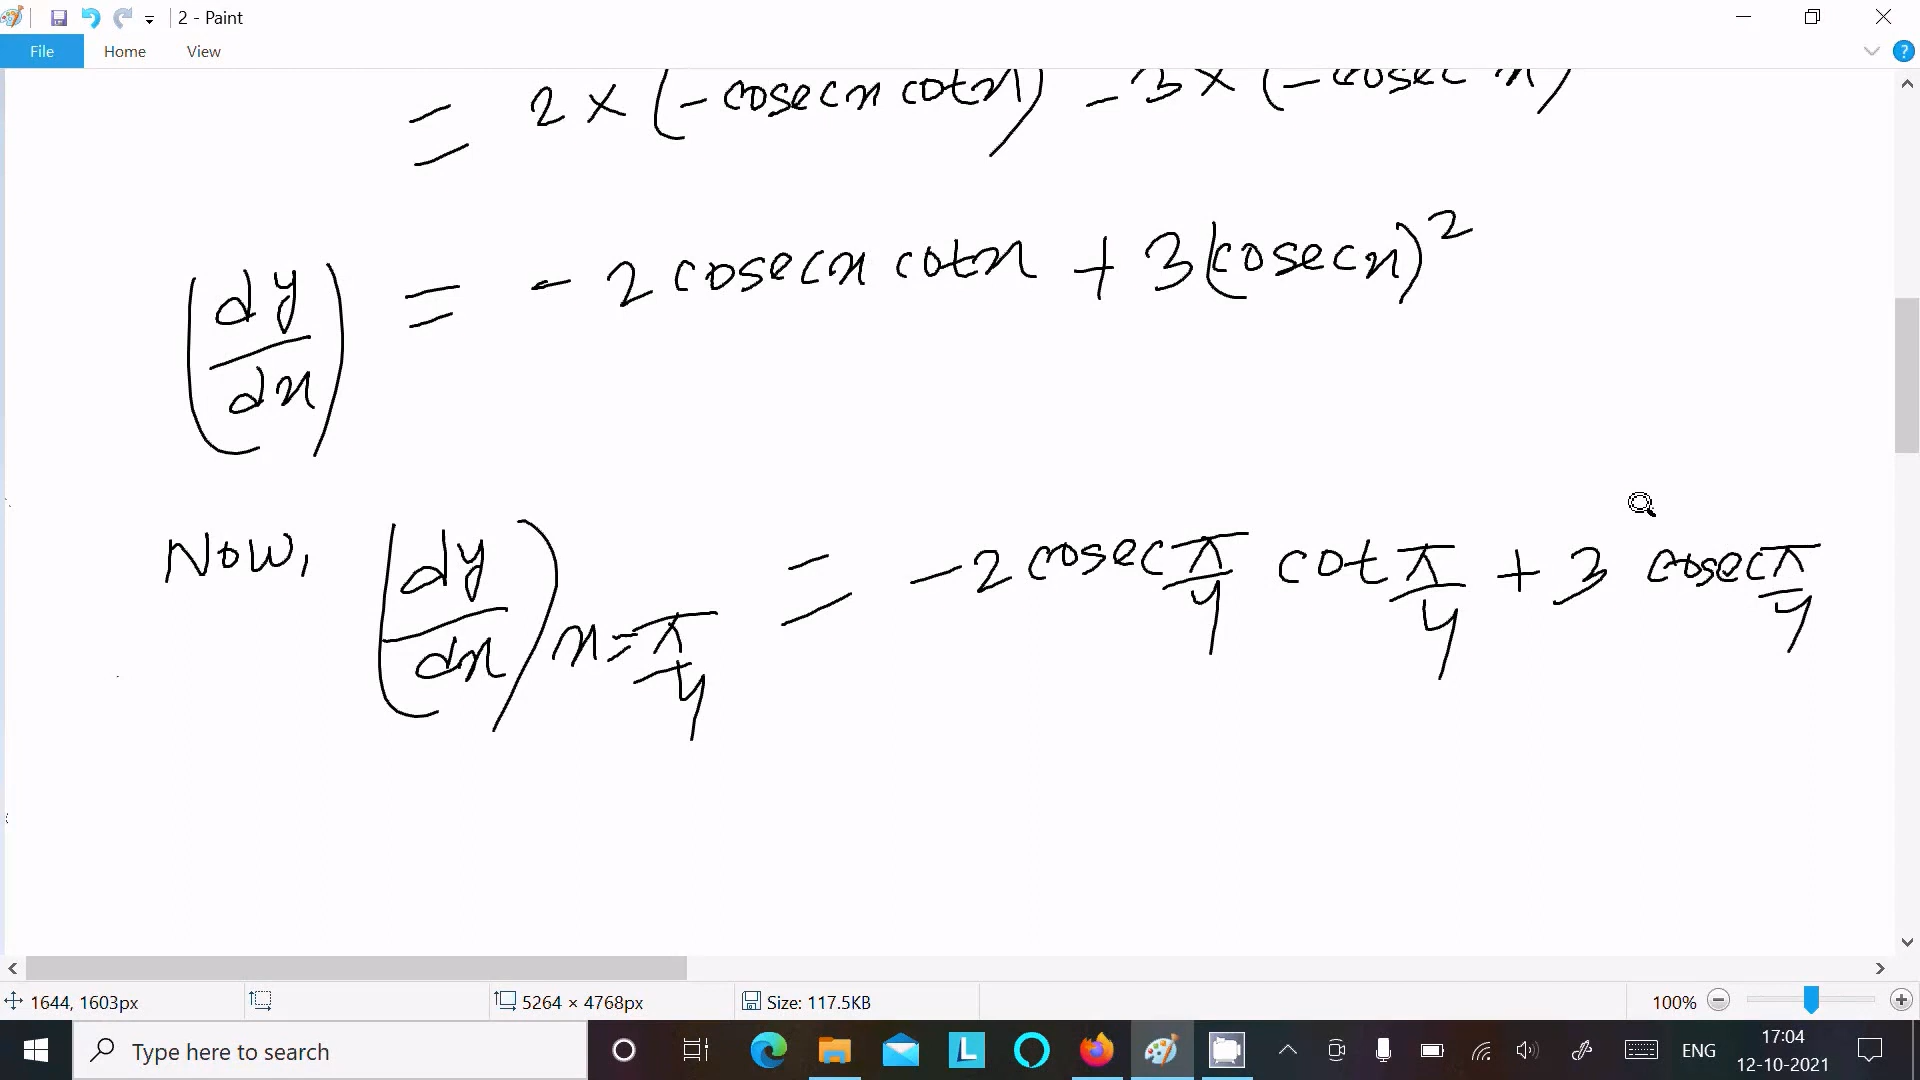 2 - Paint
File Home View
= 2 × (-cosecx cotx) - 3 × (-cosec x)
(dy/dx) = - 2 cosecx cotx + 3(cosecx)²
Now, (dy/dx) x=π/4 = -2 cosec π/4 cot π/4 + 3 cosec π/4
1644, 1603px 5264 × 4768px Size: 117.5KB 100%
Type here to search
L
ENG 17:04
12-10-2021